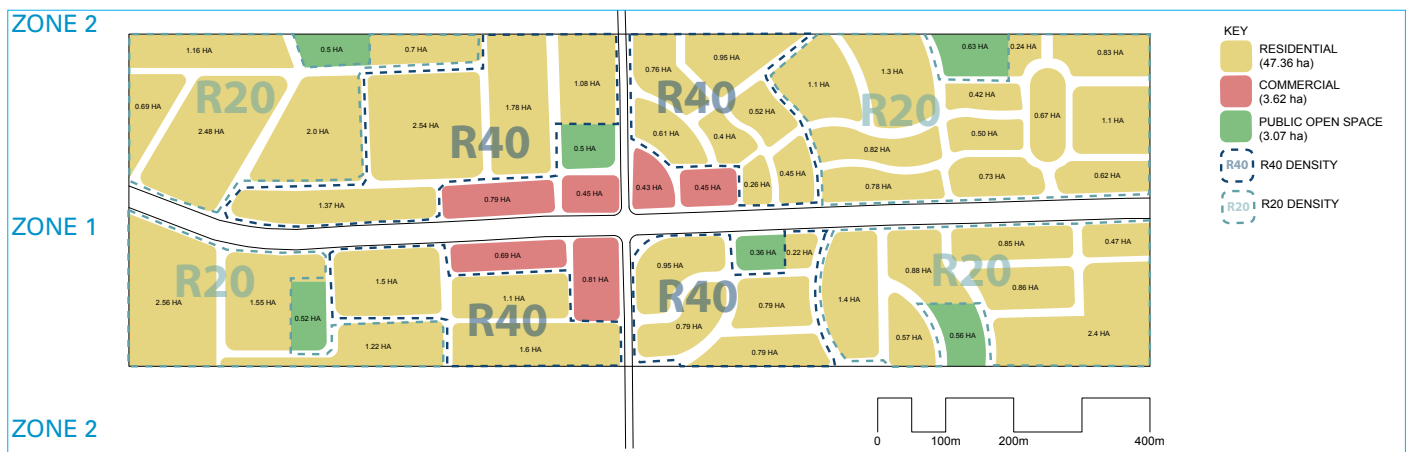 ZONE 2
ZONE 1
ZONE 2
1.16 HA
0.5 HA
0.7 HA
0.69 HA
R20
2.48 HA
2.0 HA
2.54 HA
1.78 HA
1.08 HA
R40
0.5 HA
1.37 HA
0.79 HA
0.45 HA
0.76 HA
0.95 HA
R40
0.52 HA
0.61 HA
0.4 HA
0.43 HA
0.45 HA
0.26 HA
0.45 HA
1.1 HA
1.3 HA
R20
0.63 HA
0.24 HA
0.83 HA
0.42 HA
0.67 HA
1.1 HA
0.50 HA
0.82 HA
0.78 HA
0.73 HA
0.62 HA
R20
2.56 HA
1.55 HA
0.52 HA
1.5 HA
0.69 HA
0.81 HA
1.1 HA
R40
1.22 HA
1.6 HA
0.95 HA
0.36 HA
0.22 HA
R40
0.79 HA
0.79 HA
0.79 HA
1.4 HA
0.88 HA
R20
0.85 HA
0.47 HA
0.86 HA
0.57 HA
0.56 HA
2.4 HA
KEY
RESIDENTIAL
(47.36 ha)
COMMERCIAL
(3.62 ha)
PUBLIC OPEN SPACE
(3.07 ha)
R40 R40 DENSITY
R20 R20 DENSITY
0 100m 200m 400m